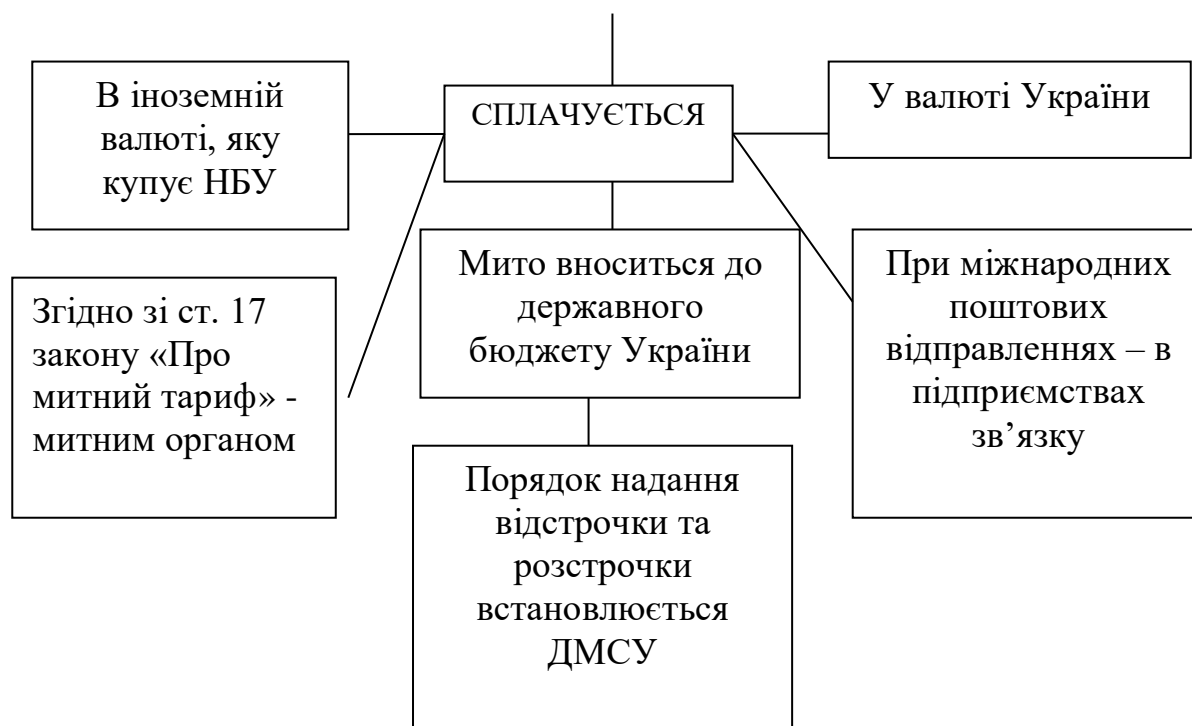 В іноземній
валюті, яку
купує НБУ
СПЛАЧУЄТЬСЯ
У валюті України
Згідно зі ст. 17
закону «Про
митний тариф» -
митним органом
Мито вноситься до
державного
бюджету України
При міжнародних
поштових
відправленнях – в
підприємствах
зв’язку
Порядок надання
відстрочки та
розстрочки
встановлюється
ДМСУ